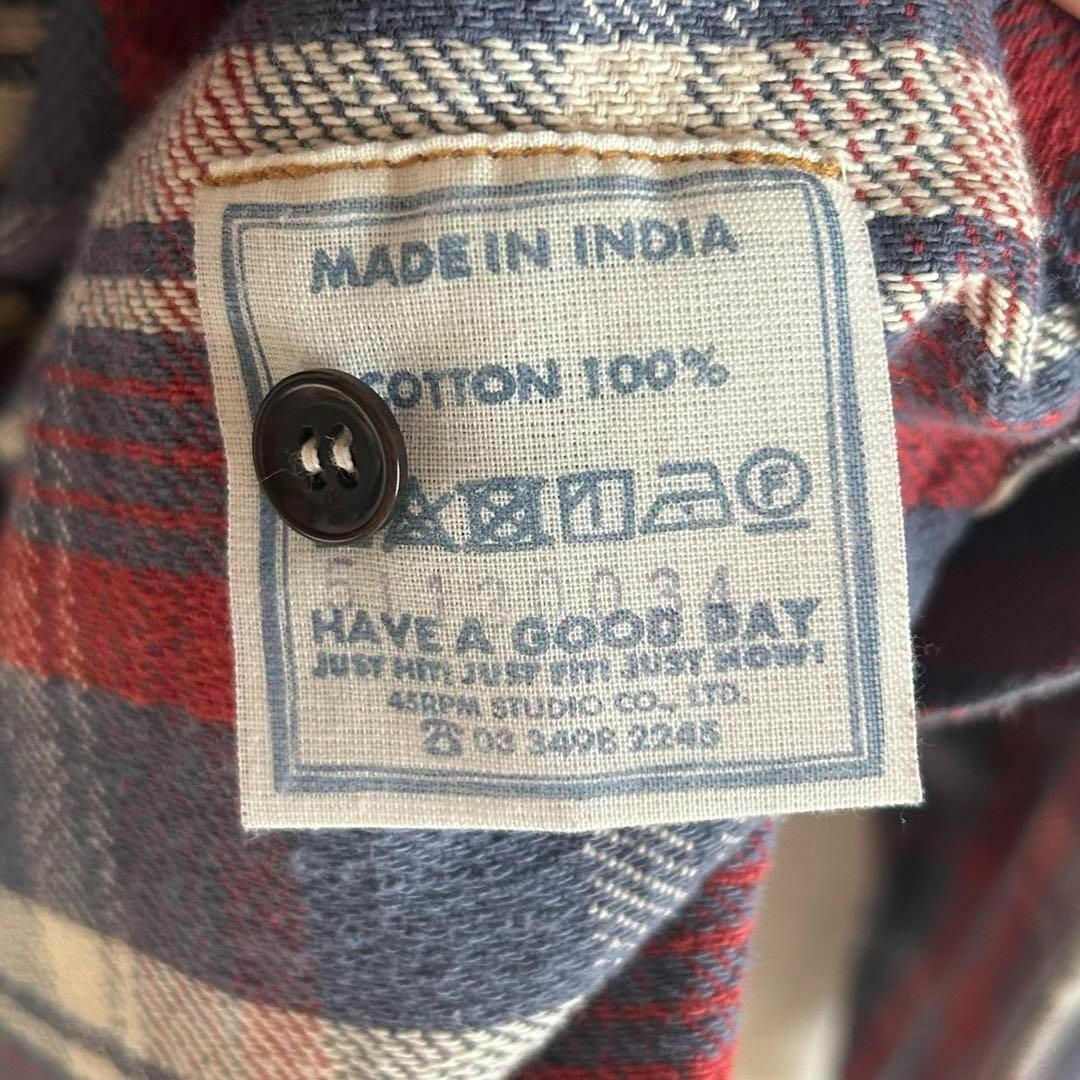 MADE IN INDIA
COTTON 100%
F
HAVE A GOOD DAY
JUST HIT! JUST FIT! JUST NOW!
45RPM STUDIO CO., LTD.
☎ 03 3498 2245